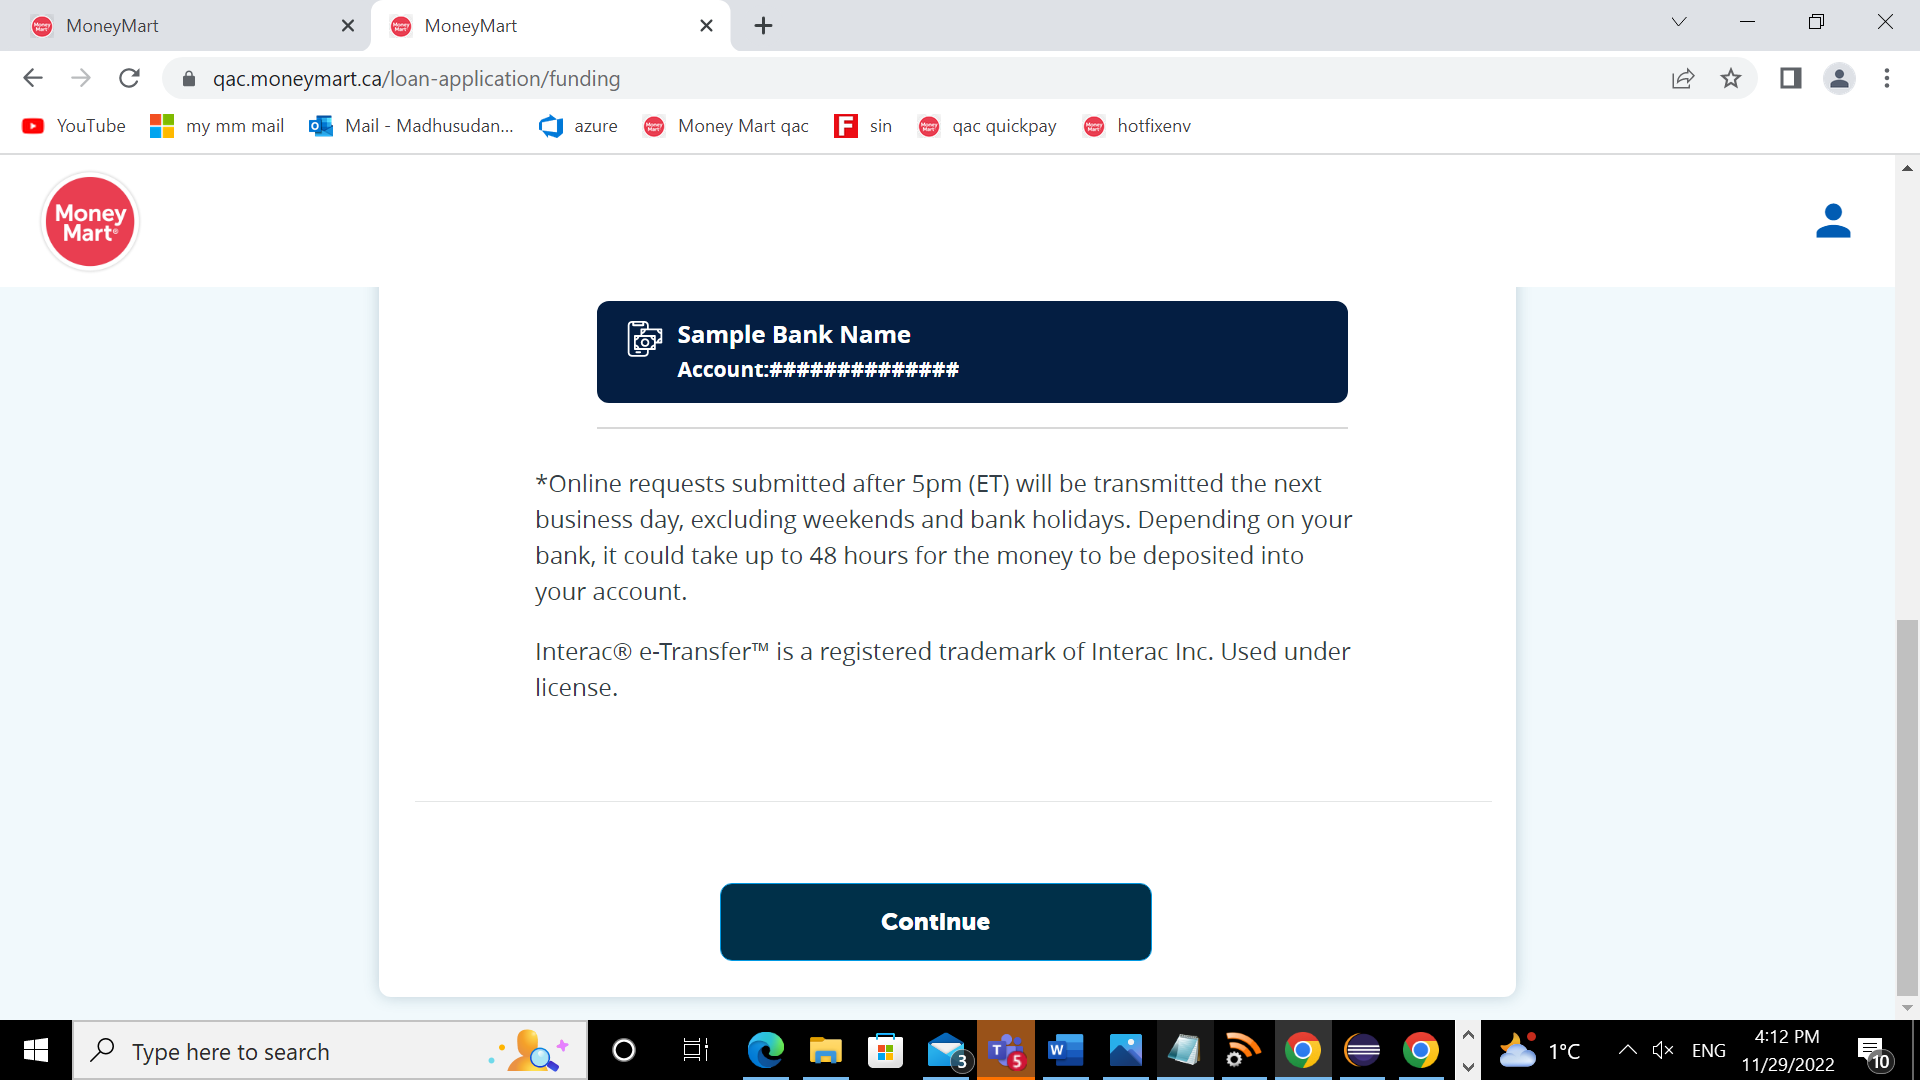 MoneyMart
MoneyMart
qac.moneymart.ca/loan-application/funding
YouTube
my mm mail
Mail - Madhusudan...
azure
Money Mart qac
sin
qac quickpay
hotfixenv
Money
Mart®
Sample Bank Name
Account:##############
*Online requests submitted after 5pm (ET) will be transmitted the next
business day, excluding weekends and bank holidays. Depending on your
bank, it could take up to 48 hours for the money to be deposited into
your account.
Interac® e-Transfer™ is a registered trademark of Interac Inc. Used under
license.
Continue
Type here to search
3
5
1°C
ENG
4:12 PM
11/29/2022
10